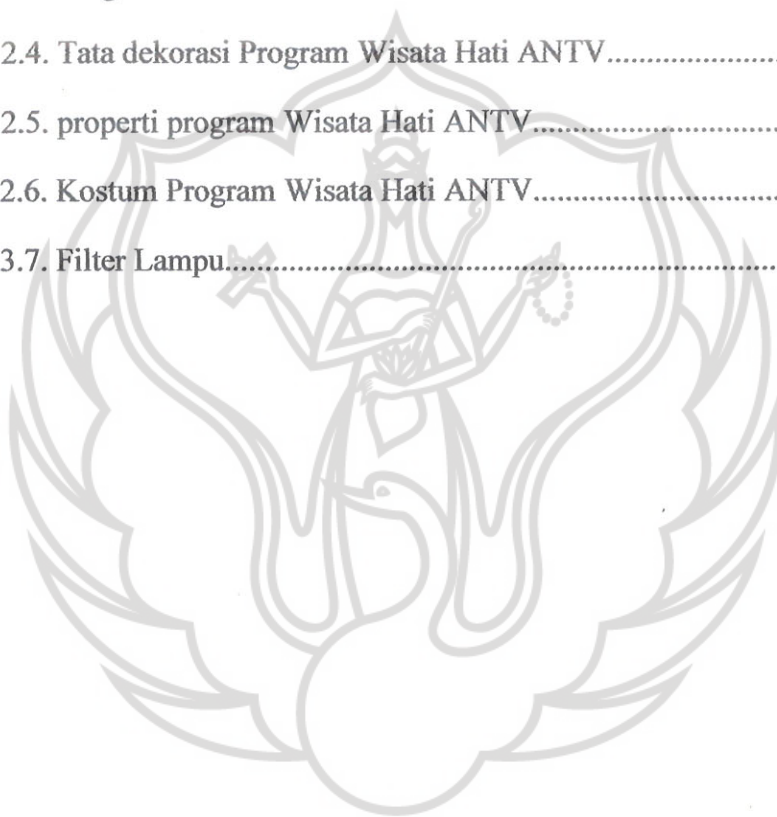 2.4. Tata dekorasi Program Wisata Hati ANTV.......................
2.5. properti program Wisata Hati ANTV.................................
2.6. Kostum Program Wisata Hati ANTV.................................
3.7. Filter Lampu..........................................................................